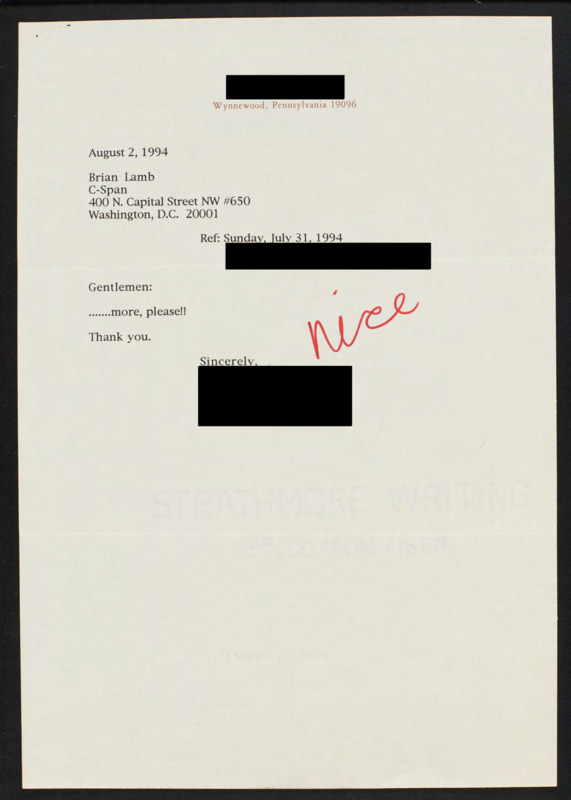 Wynnewood, Pennsylvania 19096
August 2, 1994
Brian Lamb
C-Span
400 N. Capital Street NW #650
Washington, D.C. 20001
Ref: Sunday, July 31, 1994
Gentlemen:
.......more, please!!
Thank you.
nice
Sincerely,
STRATHMORE WRITING
25% COTTON FIBER